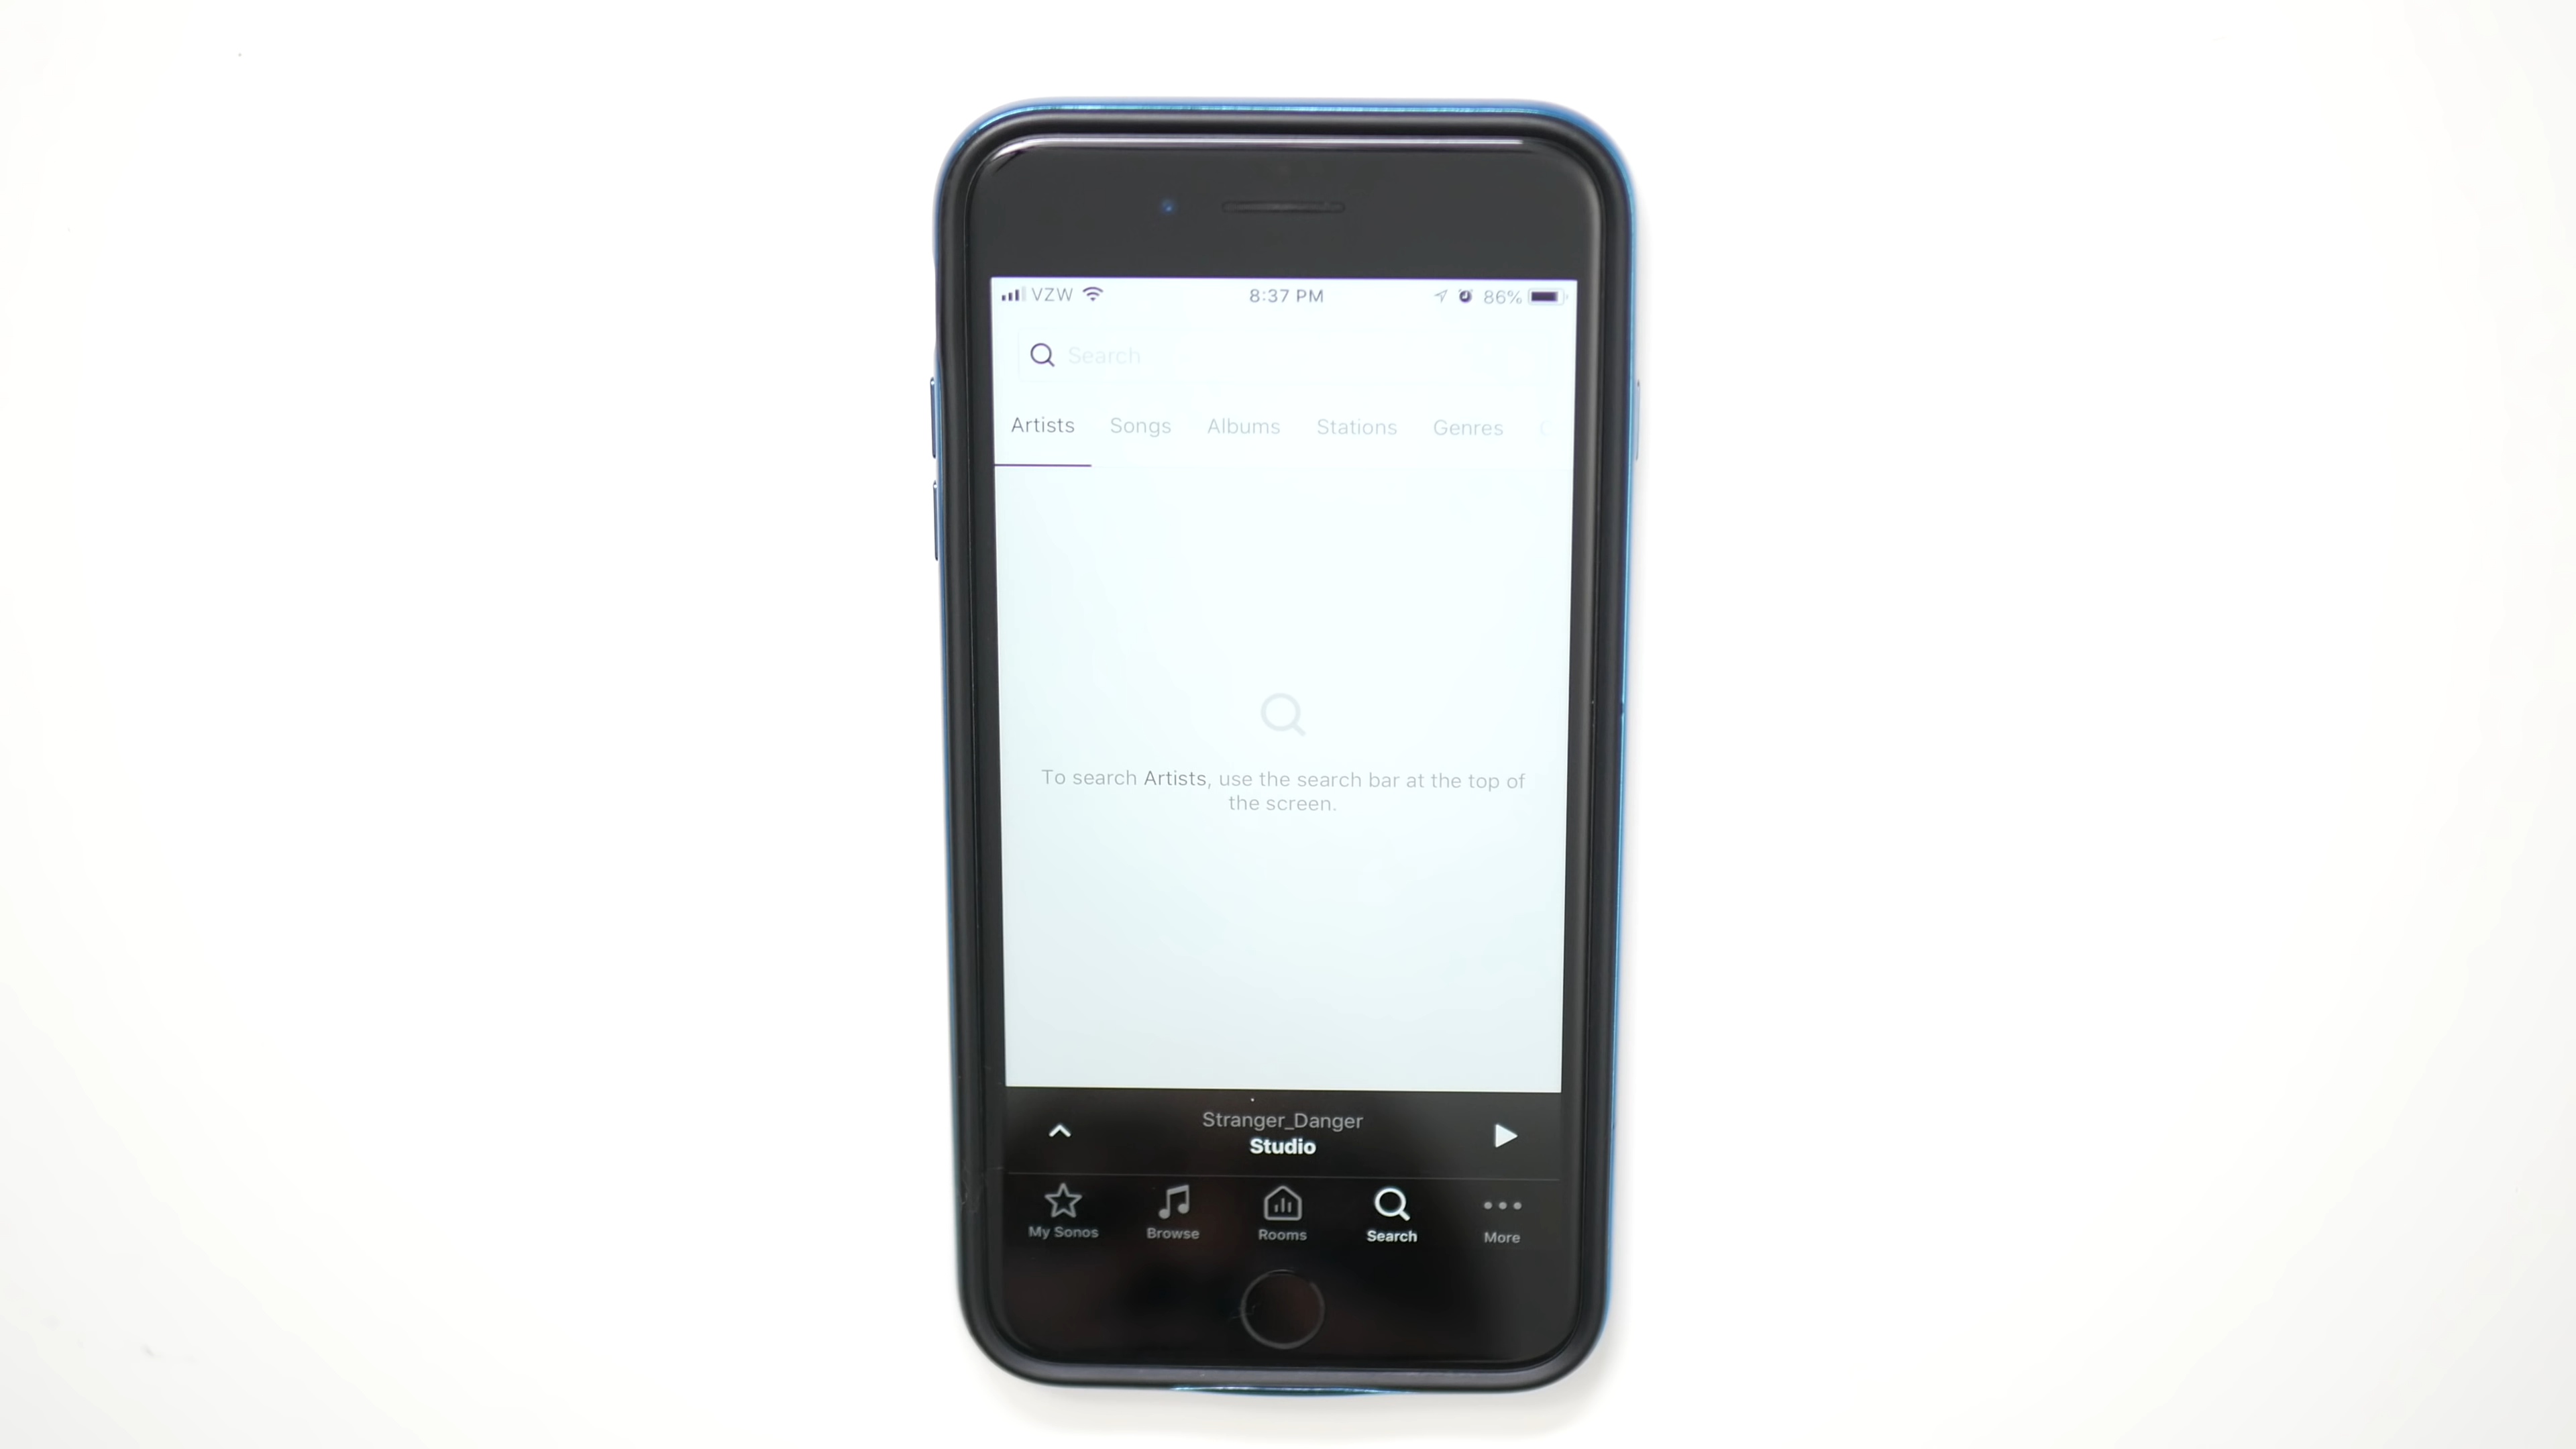 VZW 8:37 PM 86%
Search
Artists Songs Albums Stations Genres
To search Artists, use the search bar at the top of
the screen.
Stranger_Danger
Studio
My Sonos Browse Rooms Search More